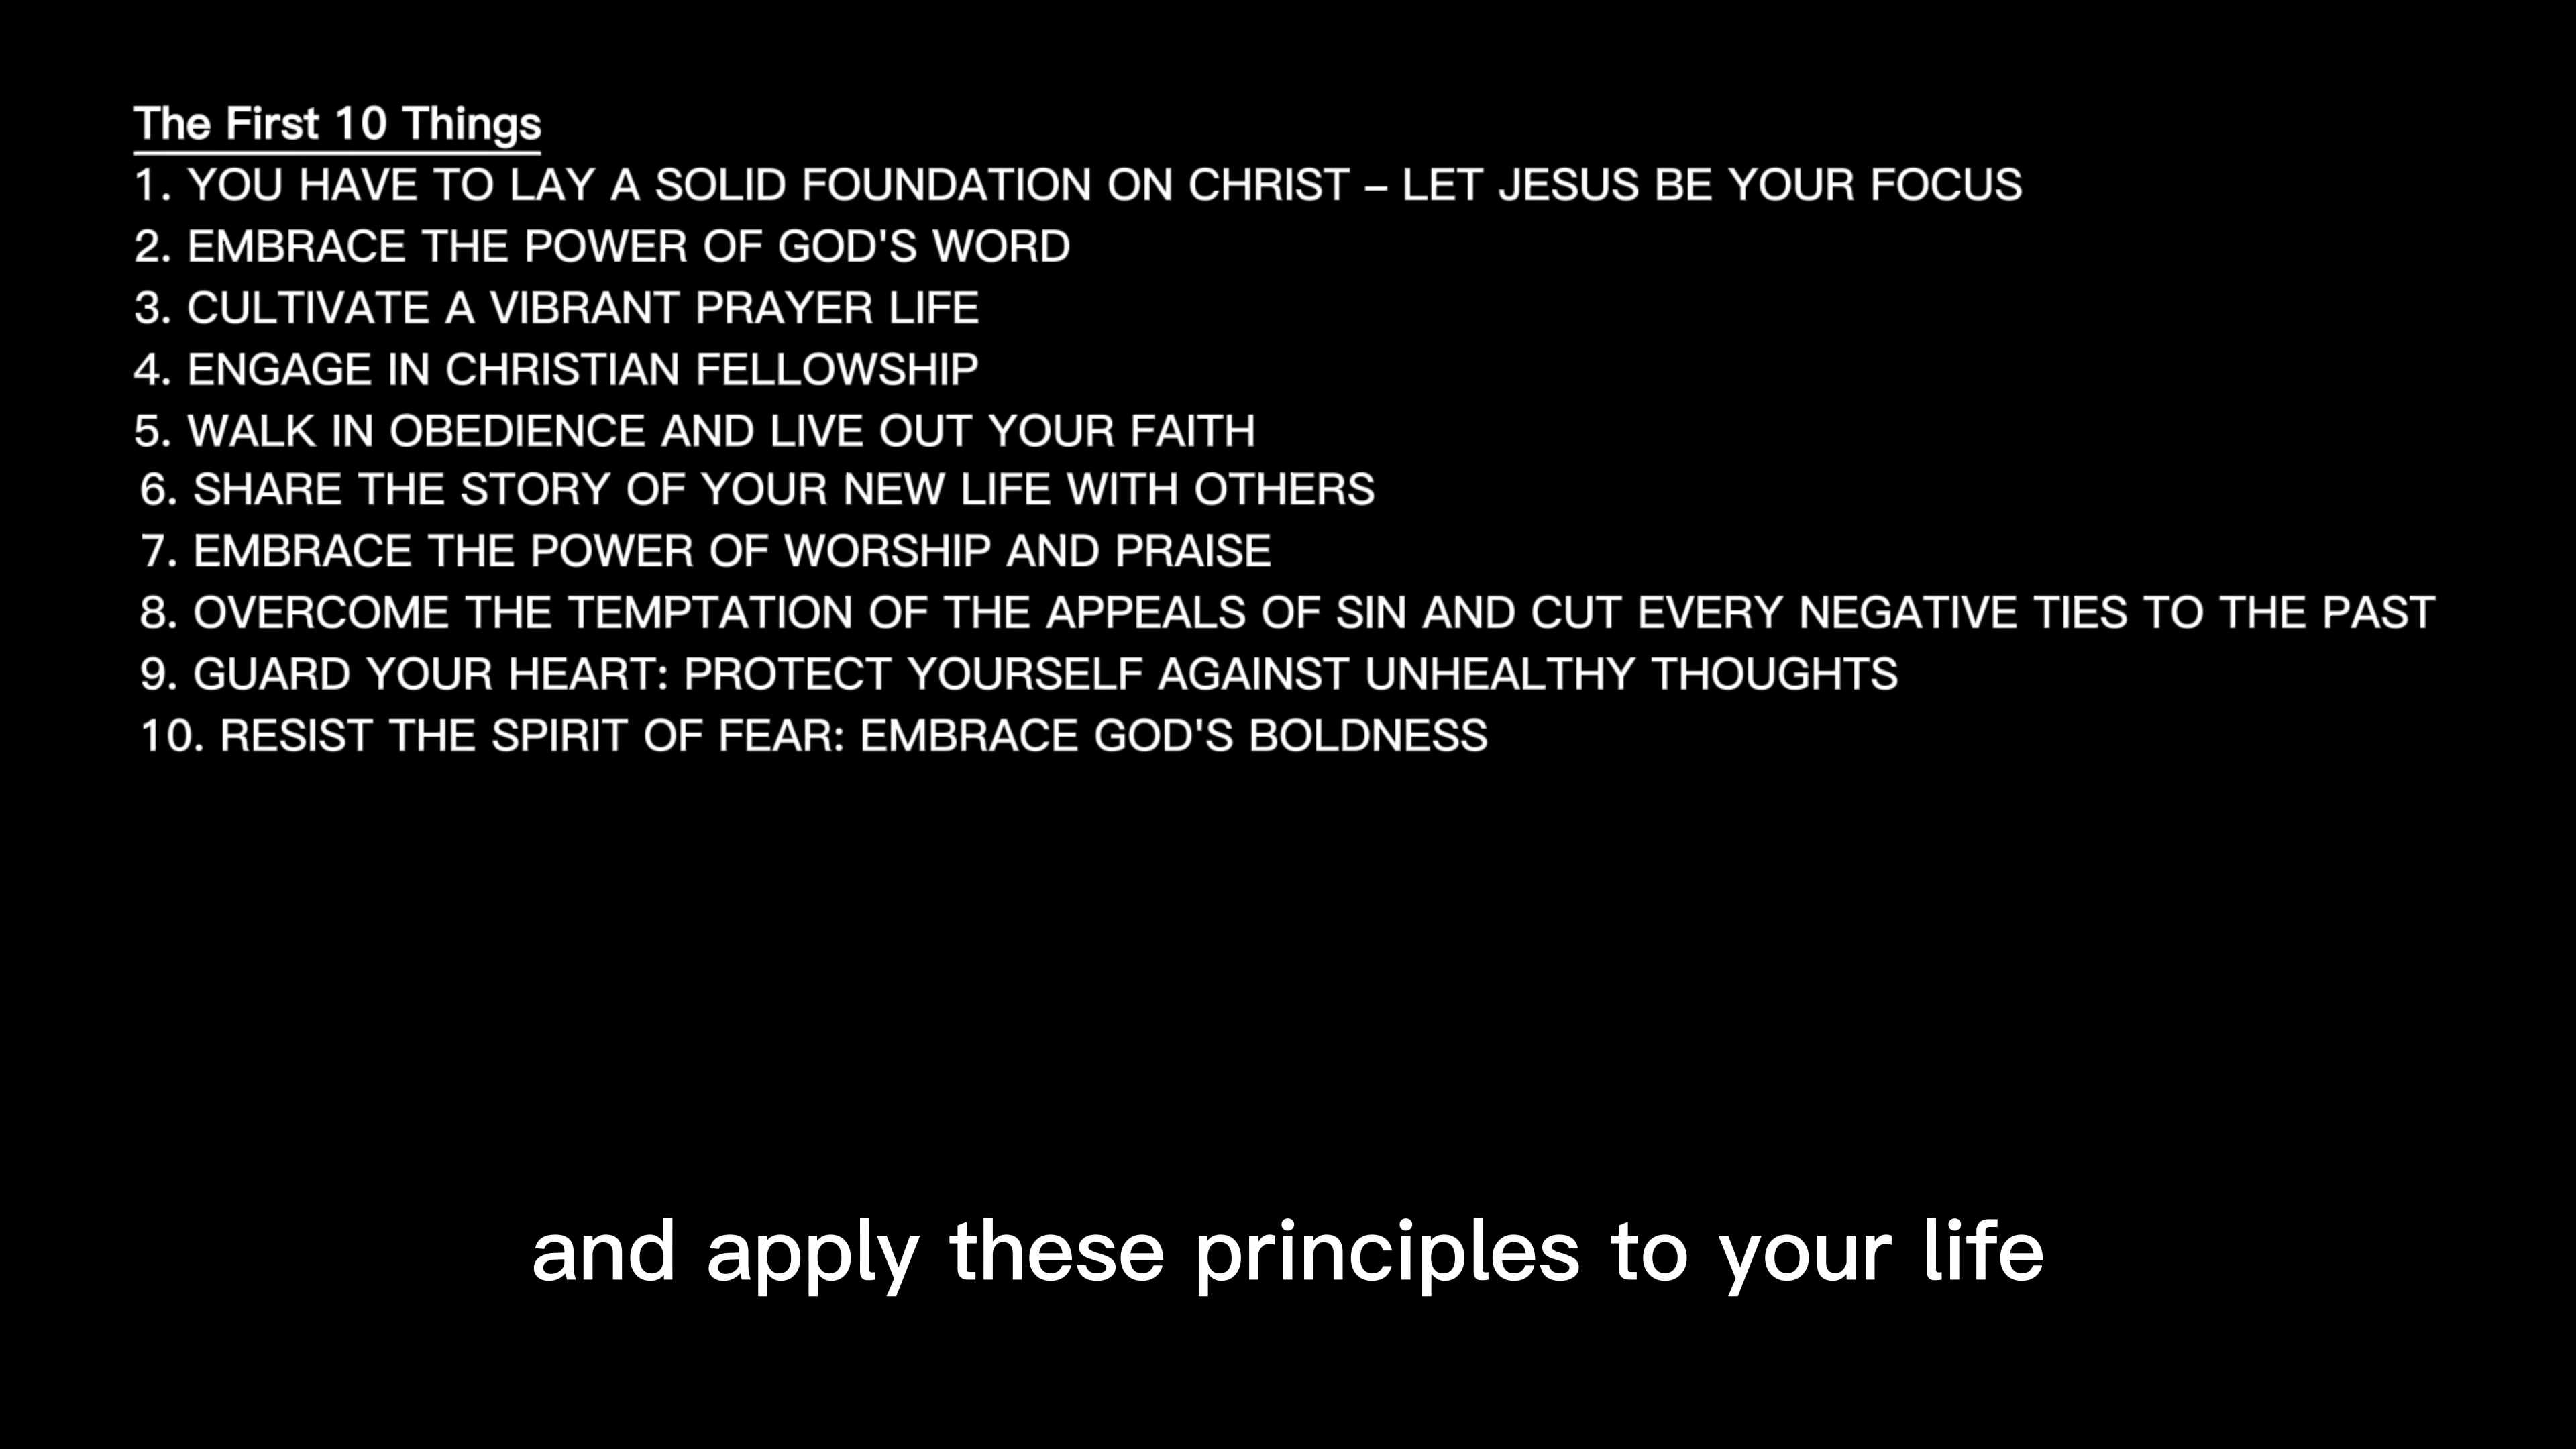 The First 10 Things
1. YOU HAVE TO LAY A SOLID FOUNDATION ON CHRIST – LET JESUS BE YOUR FOCUS
2. EMBRACE THE POWER OF GOD'S WORD
3. CULTIVATE A VIBRANT PRAYER LIFE
4. ENGAGE IN CHRISTIAN FELLOWSHIP
5. WALK IN OBEDIENCE AND LIVE OUT YOUR FAITH
6. SHARE THE STORY OF YOUR NEW LIFE WITH OTHERS
7. EMBRACE THE POWER OF WORSHIP AND PRAISE
8. OVERCOME THE TEMPTATION OF THE APPEALS OF SIN AND CUT EVERY NEGATIVE TIES TO THE PAST
9. GUARD YOUR HEART: PROTECT YOURSELF AGAINST UNHEALTHY THOUGHTS
10. RESIST THE SPIRIT OF FEAR: EMBRACE GOD'S BOLDNESS
and apply these principles to your life